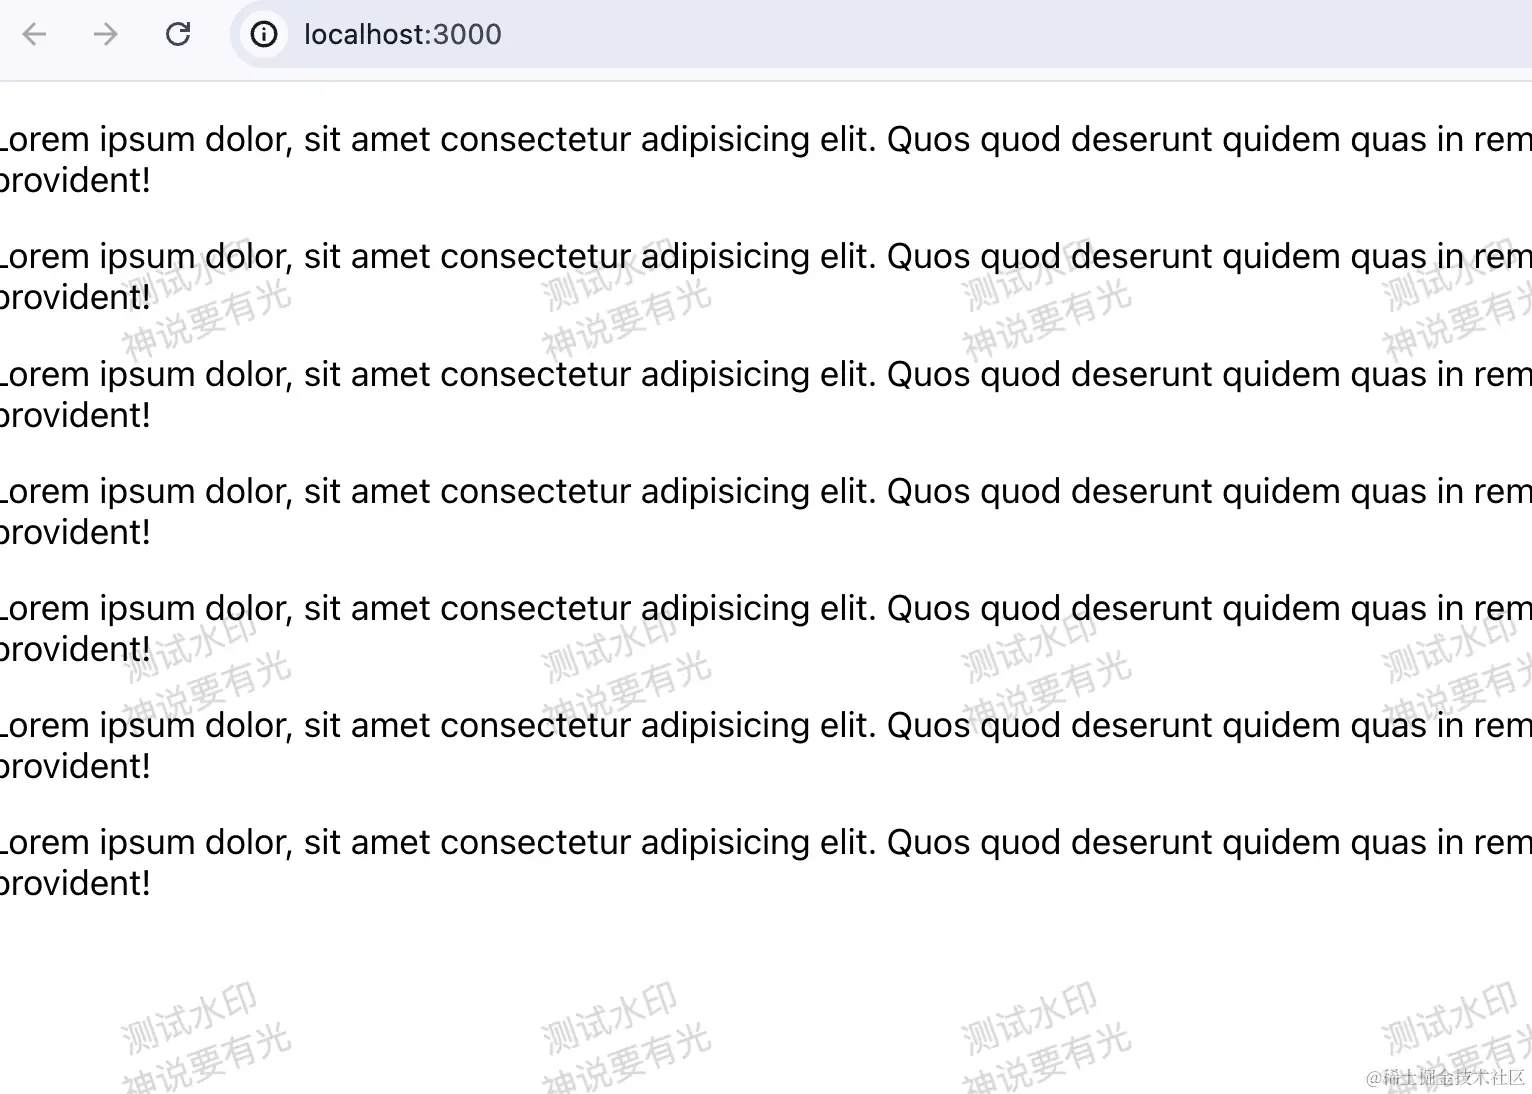 localhost:3000
Lorem ipsum dolor, sit amet consectetur adipisicing elit. Quos quod deserunt quidem quas in rem
provident!
Lorem ipsum dolor, sit amet consectetur adipisicing elit. Quos quod deserunt quidem quas in rem
provident!
测试水印 测试水印 测试水印 测试水印
神说要有光 神说要有光 神说要有光 神说要有光
Lorem ipsum dolor, sit amet consectetur adipisicing elit. Quos quod deserunt quidem quas in rem
provident!
Lorem ipsum dolor, sit amet consectetur adipisicing elit. Quos quod deserunt quidem quas in rem
provident!
Lorem ipsum dolor, sit amet consectetur adipisicing elit. Quos quod deserunt quidem quas in rem
provident!
测试水印 测试水印 测试水印 测试水印
神说要有光 神说要有光 神说要有光 神说要有光
Lorem ipsum dolor, sit amet consectetur adipisicing elit. Quos quod deserunt quidem quas in rem
provident!
Lorem ipsum dolor, sit amet consectetur adipisicing elit. Quos quod deserunt quidem quas in rem
provident!
测试水印 测试水印 测试水印 测试水印
神说要有光 神说要有光 神说要有光 神说要有光
@稀土掘金技术社区